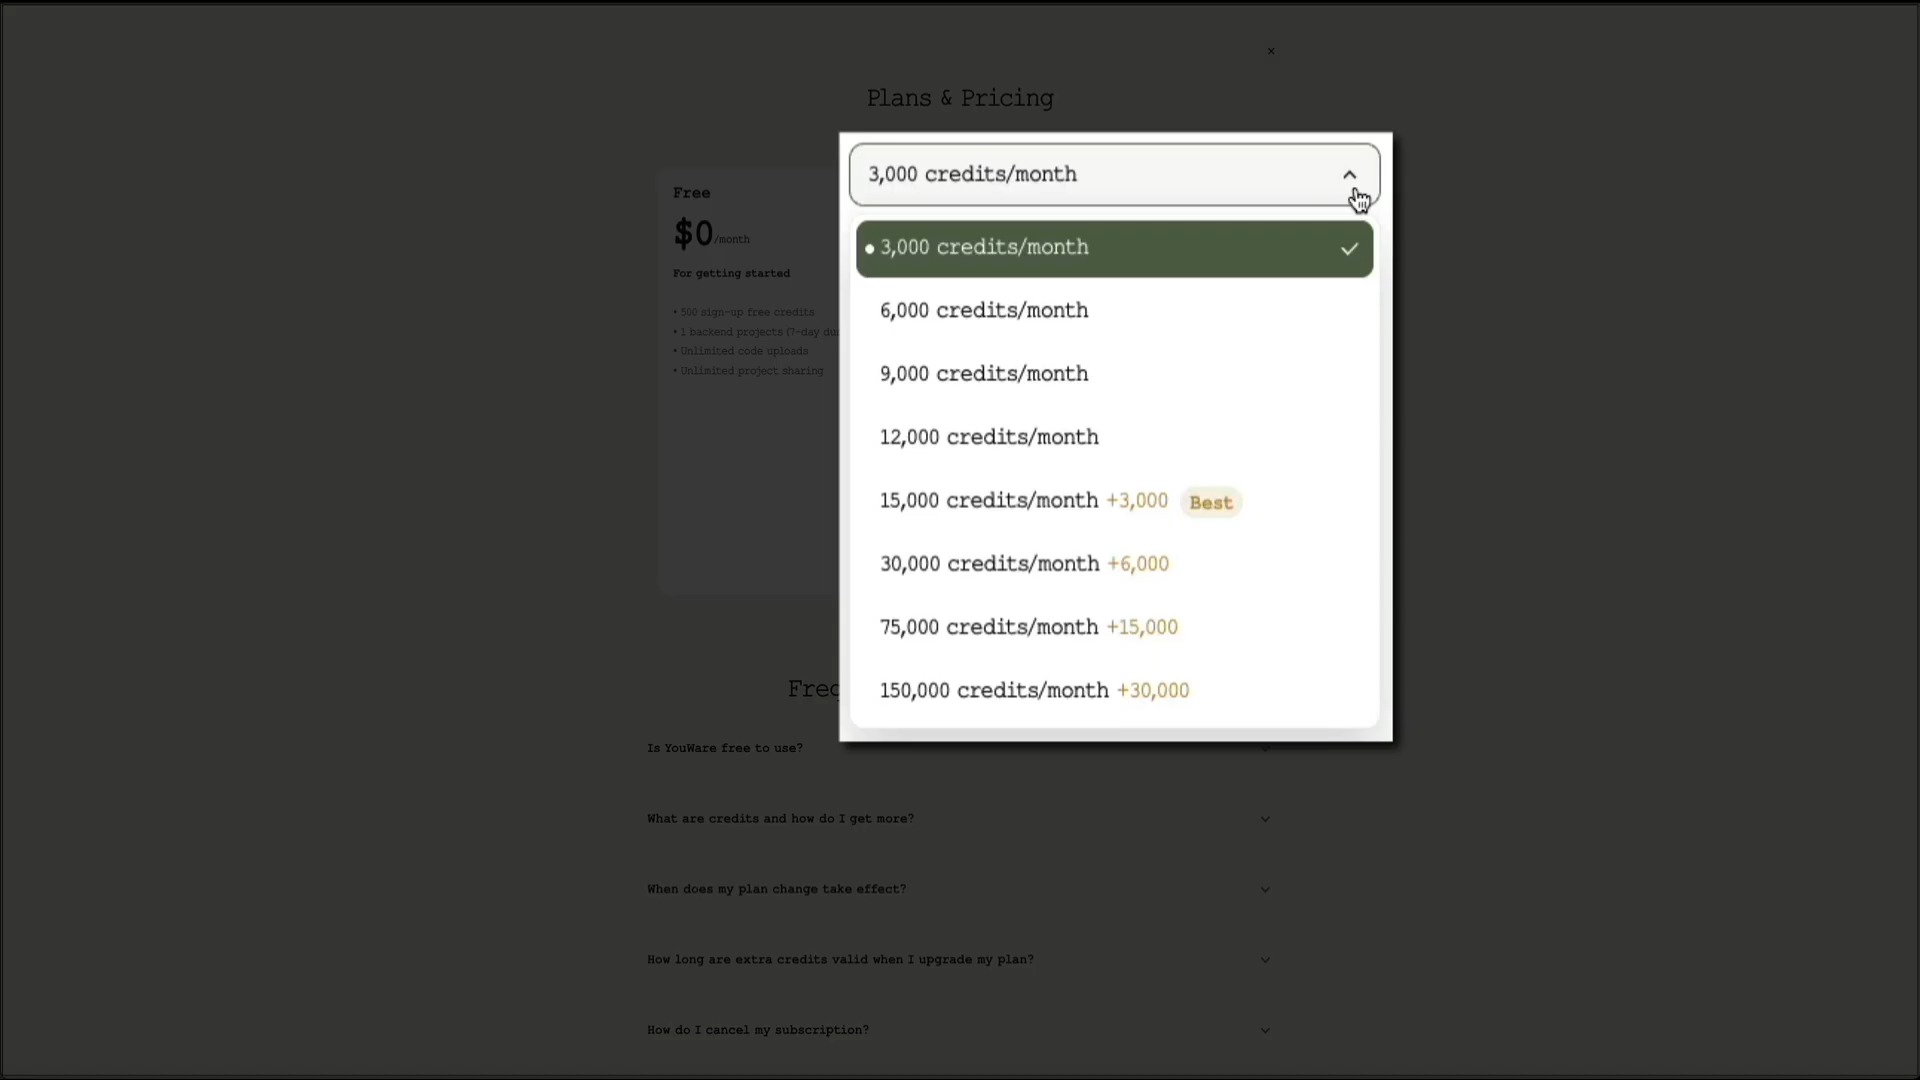 ×
Plans & Pricing
Free
$0/month
For getting started
• 500 sign-up free credits
• 1 backend projects (7-day
• Unlimited code uploads
• Unlimited project sharing
3,000 credits/month
3,000 credits/month
6,000 credits/month
9,000 credits/month
12,000 credits/month
15,000 credits/month +3,000 Best
30,000 credits/month +6,000
75,000 credits/month +15,000
150,000 credits/month +30,000
Is YouWare free to use?
What are credits and how do I get more?
When does my plan change take effect?
How long are extra credits valid when I upgrade my plan?
How do I cancel my subscription?